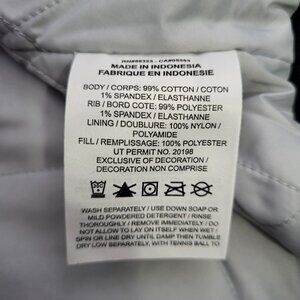 RN#56323 - CA#05553
MADE IN INDONESIA
FABRIQUE EN INDONESIE
BODY / CORPS: 99% COTTON / COTON
1% SPANDEX / ELASTHANNE
RIB / BORD COTE: 99% POLYESTER
1% SPANDEX / ELASTHANNE
LINING / DOUBLURE: 100% NYLON /
POLYAMIDE
FILL / REMPLISSAGE: 100% POLYESTER
UT PERMIT NO. 20198
EXCLUSIVE OF DECORATION /
DECORATION NON COMPRISE
WASH SEPARATELY / USE DOWN SOAP OR
MILD POWDERED DETERGENT / RINSE
THOROUGHLY / REMOVE IMMEDIATELY / DO
NOT ALLOW TO LAY ON ITSELF WHEN WET /
SPIN OR LINE DRY UNTIL DAMP THEN TUMBLE
DRY LOW SEPARATELY, WITH TENNIS BALL TO